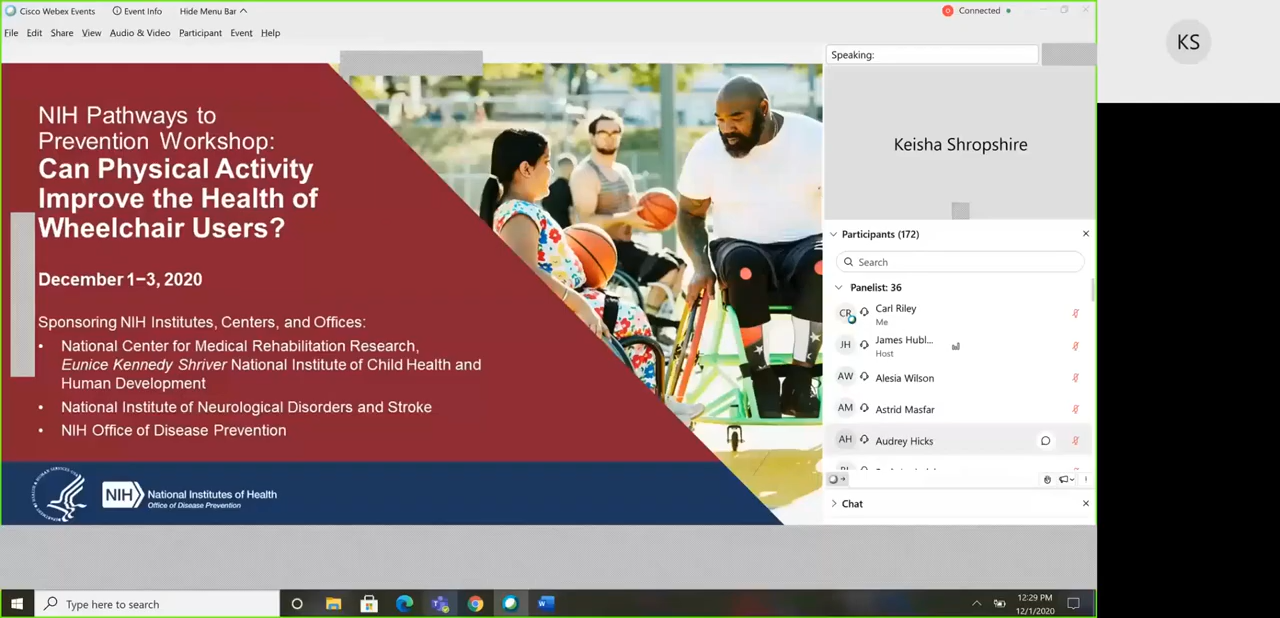 Cisco Webex Events
Event Info
Hide Menu Bar
Connected
File Edit Share View Audio & Video Participant Event Help
NIH Pathways to
Prevention Workshop:
Can Physical Activity
Improve the Health of
Wheelchair Users?
December 1–3, 2020
Sponsoring NIH Institutes, Centers, and Offices:
• National Center for Medical Rehabilitation Research,
Eunice Kennedy Shriver National Institute of Child Health and
Human Development
• National Institute of Neurological Disorders and Stroke
• NIH Office of Disease Prevention
NIH
National Institutes of Health
Office of Disease Prevention
Speaking:
Keisha Shropshire
Participants (172)
Search
Panelist: 36
CR Carl Riley
Me
JH James Hubl...
Host
AW Alesia Wilson
AM Astrid Masfar
AH Audrey Hicks
Chat
KS
Type here to search
12:29 PM
12/1/2020